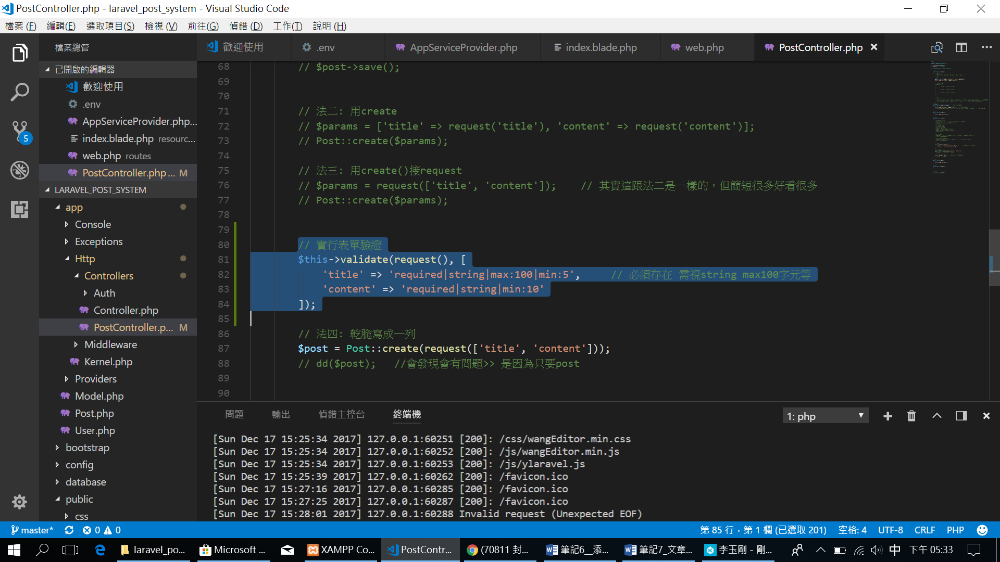 PostController.php - laravel_post_system - Visual Studio Code
檔案 (F) 編輯(E) 選取項目(S) 檢視 (V) 前往(G) 偵錯 (D) 工作(T) 說明 (H)
檔案總管
已開啟的編輯器
歡迎使用
.env
AppServiceProvider.php...
index.blade.php resourc...
web.php routes
PostController.php ... M
LARAVEL_POST_SYSTEM
app
Console
Exceptions
Http
Controllers
Auth
Controller.php
PostController.p... M
Middleware
Kernel.php
Providers
Model.php
Post.php
User.php
bootstrap
config
database
public
css
5
歡迎使用 .env AppServiceProvider.php index.blade.php web.php PostController.php
68 // $post->save();
69
70
71 // 法二: 用create
72 // $params = ['title' => request('title'), 'content' => request('content')];
73 // Post::create($params);
74
75 // 法三: 用create()接request
76 // $params = request(['title', 'content']); // 其實這跟法二是一樣的，但簡短很多好看很多
77 // Post::create($params);
78
79
80 // 實行表單驗證
81 $this->validate(request(), [
82 'title' => 'required|string|max:100|min:5', // 必須存在 需視string max100字元等
83 'content' => 'required|string|min:10'
84 ]);
85
86 // 法四: 乾脆寫成一列
87 $post = Post::create(request(['title', 'content']));
88 // dd($post); //會發現會有問題>> 是因為只要post
89
90
問題 輸出 偵錯主控台 終端機 1: php
[Sun Dec 17 15:25:34 2017] 127.0.0.1:60251 [200]: /css/wangEditor.min.css
[Sun Dec 17 15:25:34 2017] 127.0.0.1:60252 [200]: /js/wangEditor.min.js
[Sun Dec 17 15:25:34 2017] 127.0.0.1:60253 [200]: /js/ylaravel.js
[Sun Dec 17 15:25:39 2017] 127.0.0.1:60262 [200]: /favicon.ico
[Sun Dec 17 15:27:16 2017] 127.0.0.1:60285 [200]: /favicon.ico
[Sun Dec 17 15:27:25 2017] 127.0.0.1:60287 [200]: /favicon.ico
[Sun Dec 17 15:28:01 2017] 127.0.0.1:60288 Invalid request (Unexpected EOF)
master* 0 0 第 85 行，第 1 欄 (已選取 201) 空格: 4 UTF-8 CRLF PHP
laravel_po... Microsoft ... XAMPP Co... PostContr... (70811 封... 筆記6__添... 筆記7_文章... 李玉剛 - 剛... 中 下午 05:33